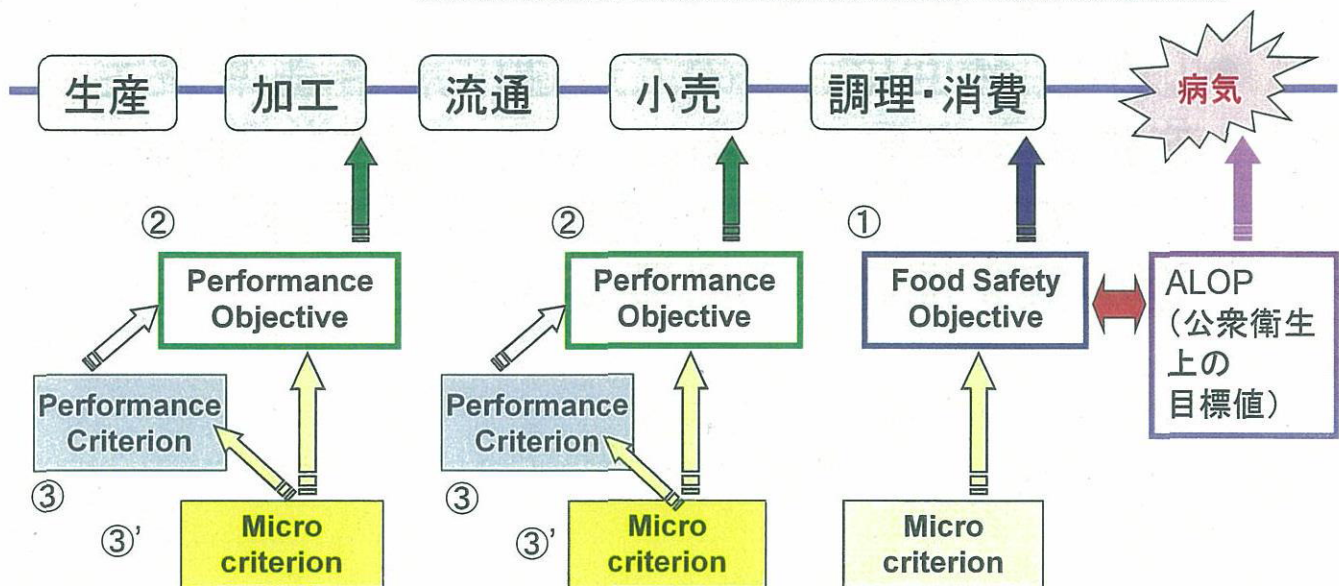 生産
加工
流通
小売
調理・消費
病気
②
②
①
Performance
Objective
Performance
Objective
Food Safety
Objective
ALOP
（公衆衛生
上の
目標値）
Performance
Criterion
Performance
Criterion
③
③
③’
Micro
criterion
③’
Micro
criterion
Micro
criterion